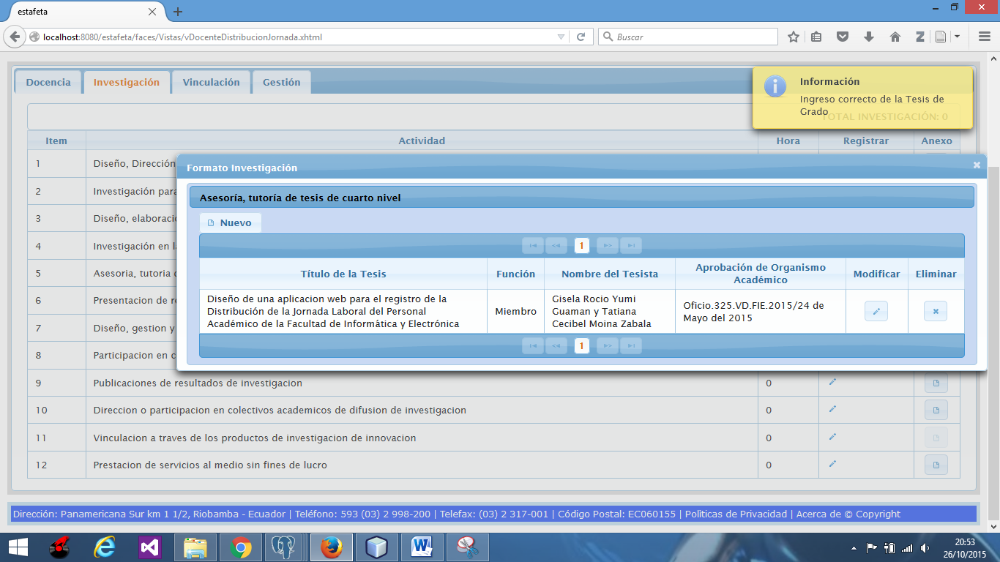 estafeta
localhost:8080/estafeta/faces/Vistas/vDocenteDistribucionJornada.xhtml
Buscar
Docencia
Investigación
Vinculación
Gestión
Información
Ingreso correcto de la Tesis de
Grado
TOTAL INVESTIGACIÓN: 0
Item
Actividad
Hora
Registrar
Anexo
1
Diseño, Dirección
2
Investigación para
3
Diseño, elaboració
4
Investigación en l
5
Asesoria, tutoria
6
Presentacion de re
7
Diseño, gestion y
8
Participacion en c
Formato Investigación
Asesoría, tutoría de tesis de cuarto nivel
Nuevo
1
Título de la Tesis
Función
Nombre del Tesista
Aprobación de Organismo
Académico
Modificar
Eliminar
Diseño de una aplicacion web para el registro de la
Distribución de la Jornada Laboral del Personal
Académico de la Facultad de Informática y Electrónica
Miembro
Gisela Rocio Yumi
Guaman y Tatiana
Cecibel Moina Zabala
Oficio.325.VD.FIE.2015/24 de
Mayo del 2015
1
9
Publicaciones de resultados de investigacion
0
10
Direccion o participacion en colectivos academicos de difusion de investigacion
0
11
Vinculacion a traves de los productos de investigacion de innovacion
0
12
Prestacion de servicios al medio sin fines de lucro
0
Dirección: Panamericana Sur km 1 1/2, Riobamba - Ecuador | Teléfono: 593 (03) 2 998-200 | Telefax: (03) 2 317-001 | Código Postal: EC060155 | Polìticas de Privacidad | Acerca de © Copyright
20:53
26/10/2015